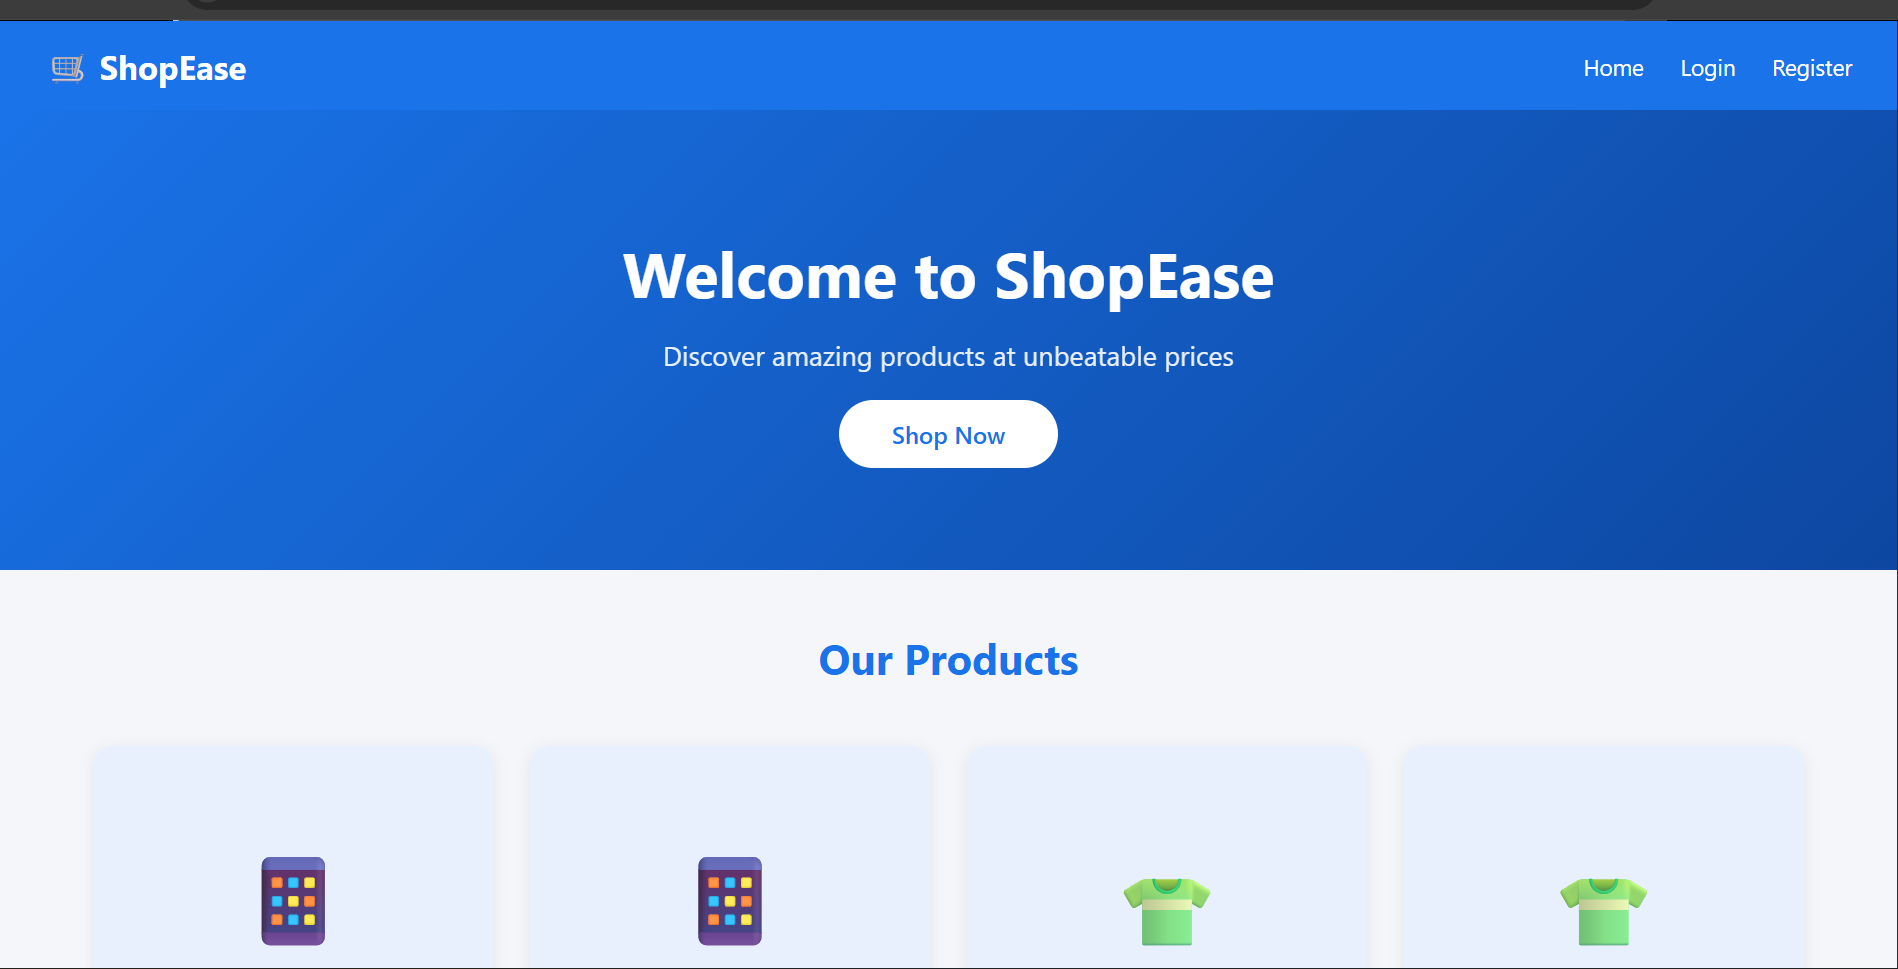 ShopEase
Home Login Register
Welcome to ShopEase
Discover amazing products at unbeatable prices
Shop Now
Our Products